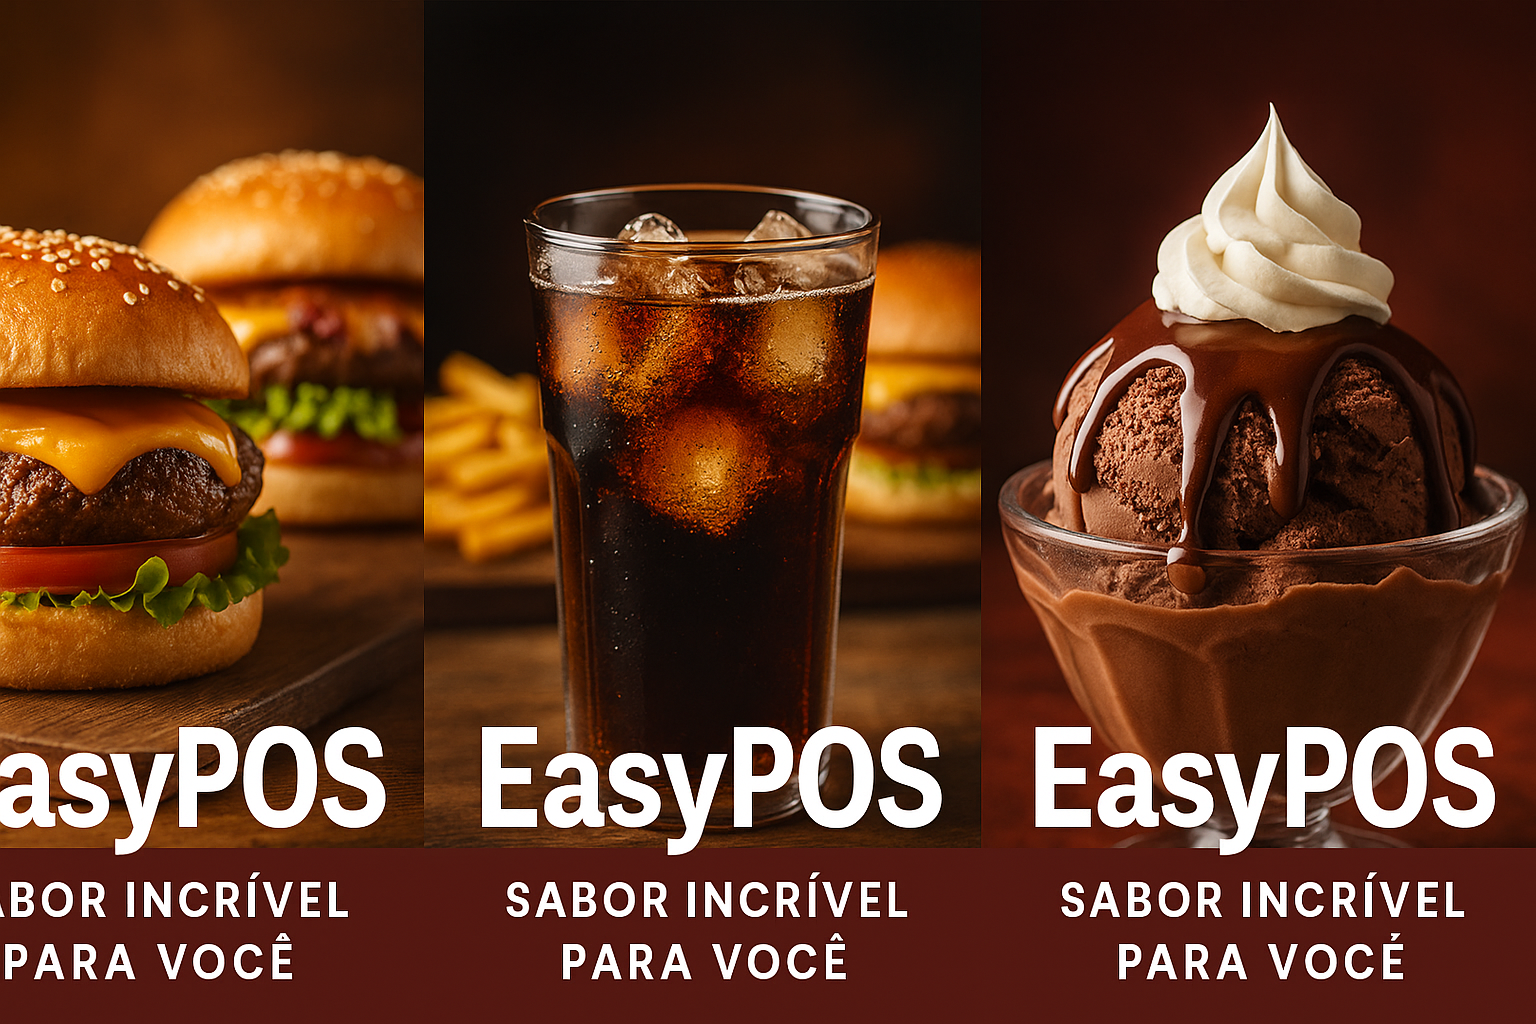 asyPOS
ABOR INCRÍVEL
PARA VOCÊ
EasyPOS
SABOR INCRÍVEL
PARA VOCÊ
EasyPOS
SABOR INCRÍVEL
PARA VOCÉ